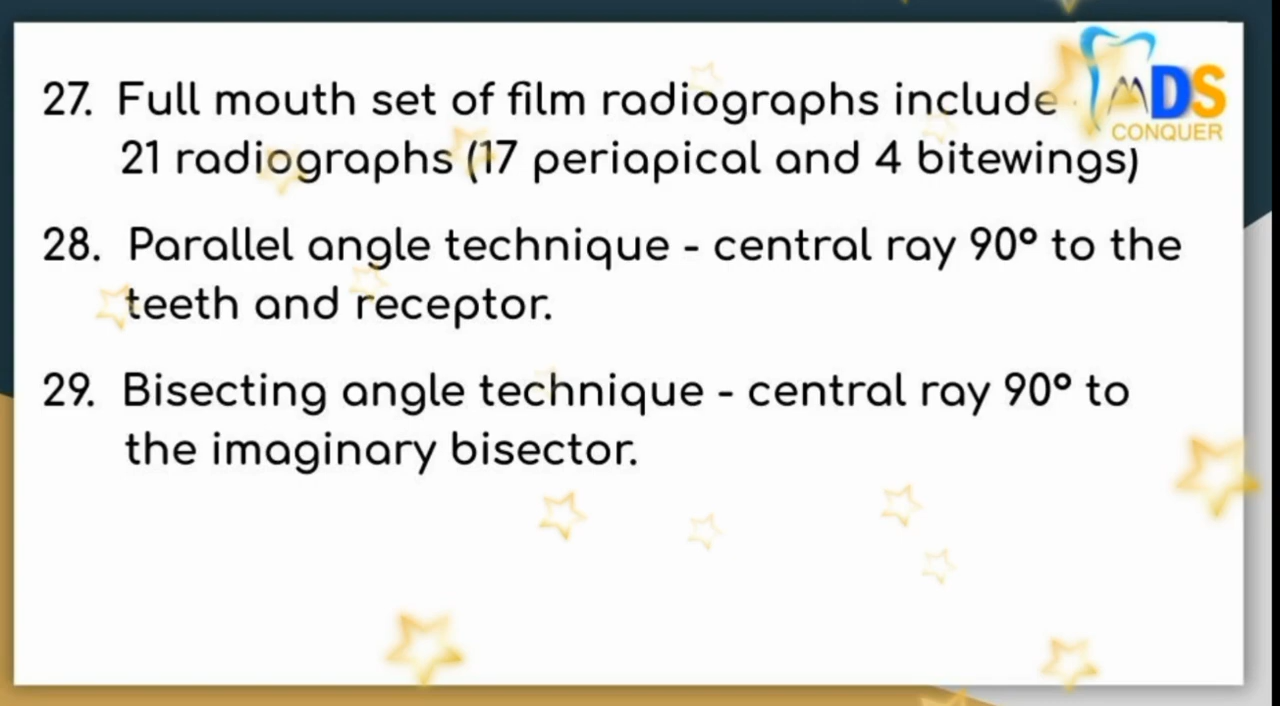 27. Full mouth set of film radiographs include
21 radiographs (17 periapical and 4 bitewings)
28. Parallel angle technique - central ray 90° to the
teeth and receptor.
29. Bisecting angle technique - central ray 90° to
the imaginary bisector.
MDS
CONQUER